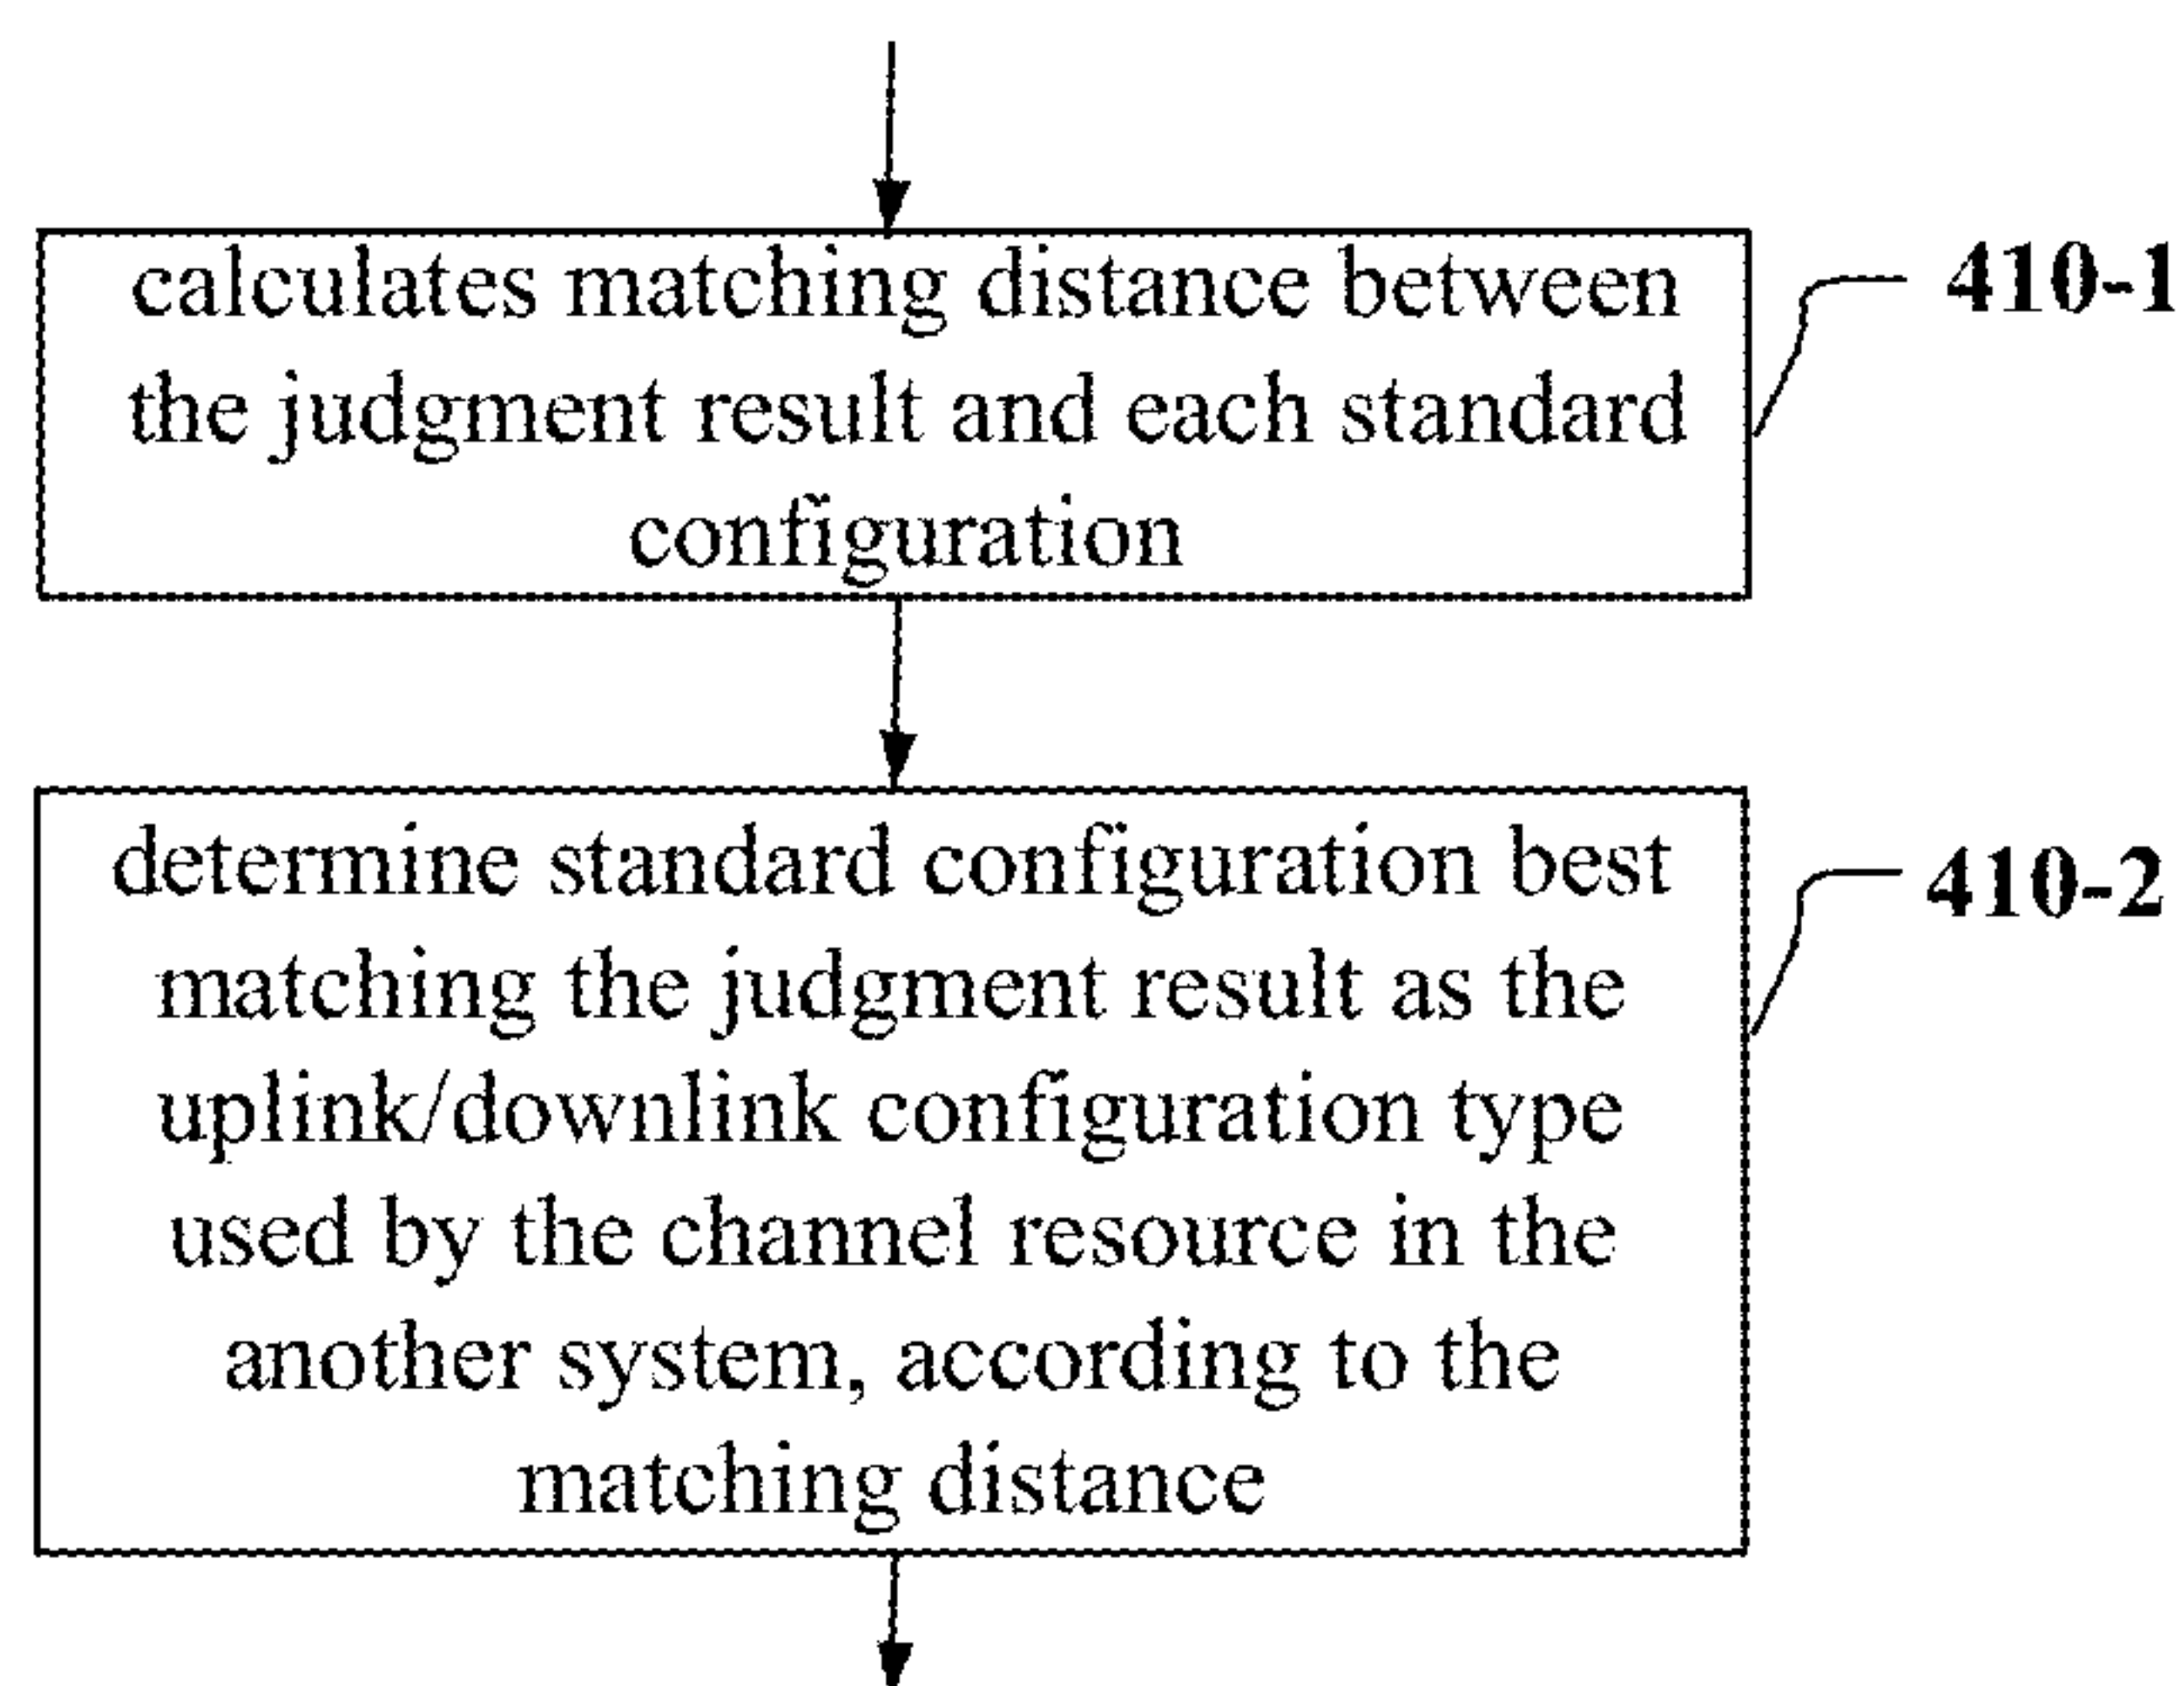 calculates matching distance between
the judgment result and each standard
configuration
410-1
determine standard configuration best
matching the judgment result as the
uplink/downlink configuration type
used by the channel resource in the
another system, according to the
matching distance
410-2